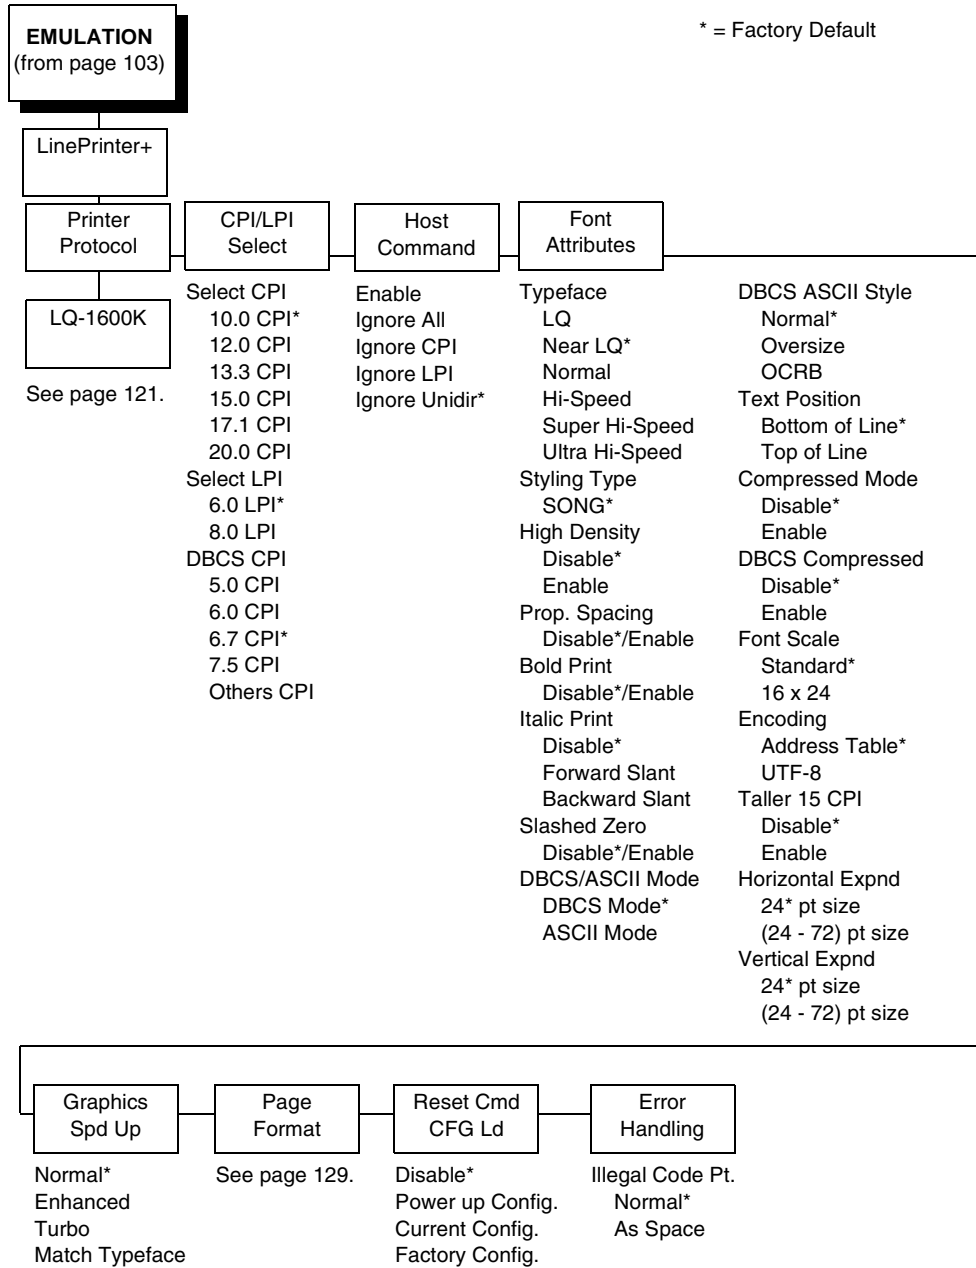 EMULATION
(from page 103)
* = Factory Default
LinePrinter+
Printer
Protocol
LQ-1600K
See page 121.
CPI/LPI
Select
Select CPI
10.0 CPI*
12.0 CPI
13.3 CPI
15.0 CPI
17.1 CPI
20.0 CPI
Select LPI
6.0 LPI*
8.0 LPI
DBCS CPI
5.0 CPI
6.0 CPI
6.7 CPI*
7.5 CPI
Others CPI
Host
Command
Enable
Ignore All
Ignore CPI
Ignore LPI
Ignore Unidir*
Font
Attributes
Typeface
LQ
Near LQ*
Normal
Hi-Speed
Super Hi-Speed
Ultra Hi-Speed
Styling Type
SONG*
High Density
Disable*
Enable
Prop. Spacing
Disable*/Enable
Bold Print
Disable*/Enable
Italic Print
Disable*
Forward Slant
Backward Slant
Slashed Zero
Disable*/Enable
DBCS/ASCII Mode
DBCS Mode*
ASCII Mode
DBCS ASCII Style
Normal*
Oversize
OCRB
Text Position
Bottom of Line*
Top of Line
Compressed Mode
Disable*
Enable
DBCS Compressed
Disable*
Enable
Font Scale
Standard*
16 x 24
Encoding
Address Table*
UTF-8
Taller 15 CPI
Disable*
Enable
Horizontal Expnd
24* pt size
(24 - 72) pt size
Vertical Expnd
24* pt size
(24 - 72) pt size
Graphics
Spd Up
Normal*
Enhanced
Turbo
Match Typeface
Page
Format
See page 129.
Reset Cmd
CFG Ld
Disable*
Power up Config.
Current Config.
Factory Config.
Error
Handling
Illegal Code Pt.
Normal*
As Space